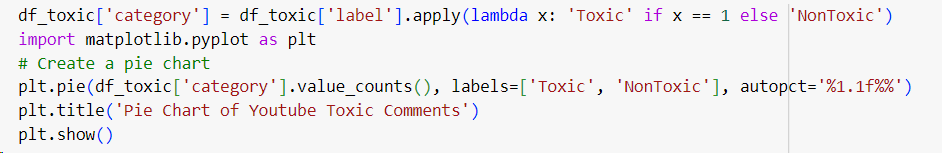 df_toxic['category'] = df_toxic['label'].apply(lambda x: 'Toxic' if x == 1 else 'NonToxic')
import matplotlib.pyplot as plt
# Create a pie chart
plt.pie(df_toxic['category'].value_counts(), labels=['Toxic', 'NonToxic'], autopct='%1.1f%%')
plt.title('Pie Chart of Youtube Toxic Comments')
plt.show()